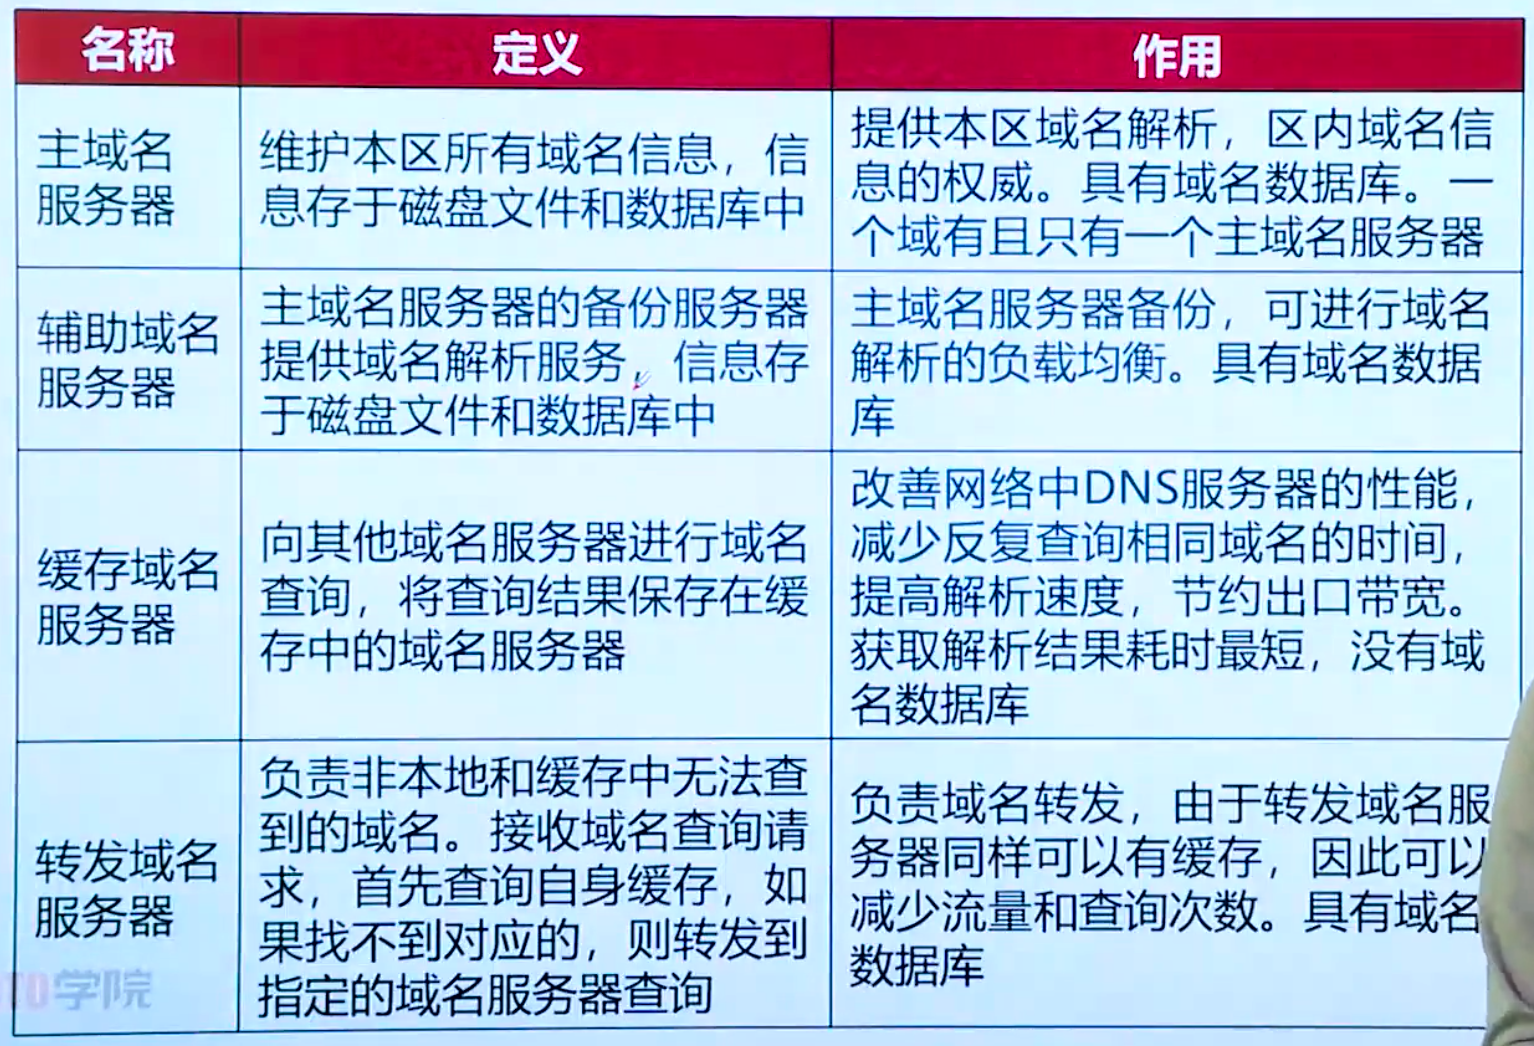 名称 定义 作用
主域名
服务器
维护本区所有域名信息，信
息存于磁盘文件和数据库中
提供本区域名解析，区内域名信
息的权威。具有域名数据库。一
个域有且只有一个主域名服务器
辅助域名
服务器
主域名服务器的备份服务器
提供域名解析服务，信息存
于磁盘文件和数据库中
主域名服务器备份，可进行域名
解析的负载均衡。具有域名数据
库
缓存域名
服务器
向其他域名服务器进行域名
查询，将查询结果保存在缓
存中的域名服务器
改善网络中DNS服务器的性能，
减少反复查询相同域名的时间，
提高解析速度，节约出口带宽。
获取解析结果耗时最短，没有域
名数据库
转发域名
服务器
负责非本地和缓存中无法查
到的域名。接收域名查询请
求，首先查询自身缓存，如
果找不到对应的，则转发到
指定的域名服务器查询
负责域名转发，由于转发域名服
务器同样可以有缓存，因此可以
减少流量和查询次数。具有域名
数据库
TO学院